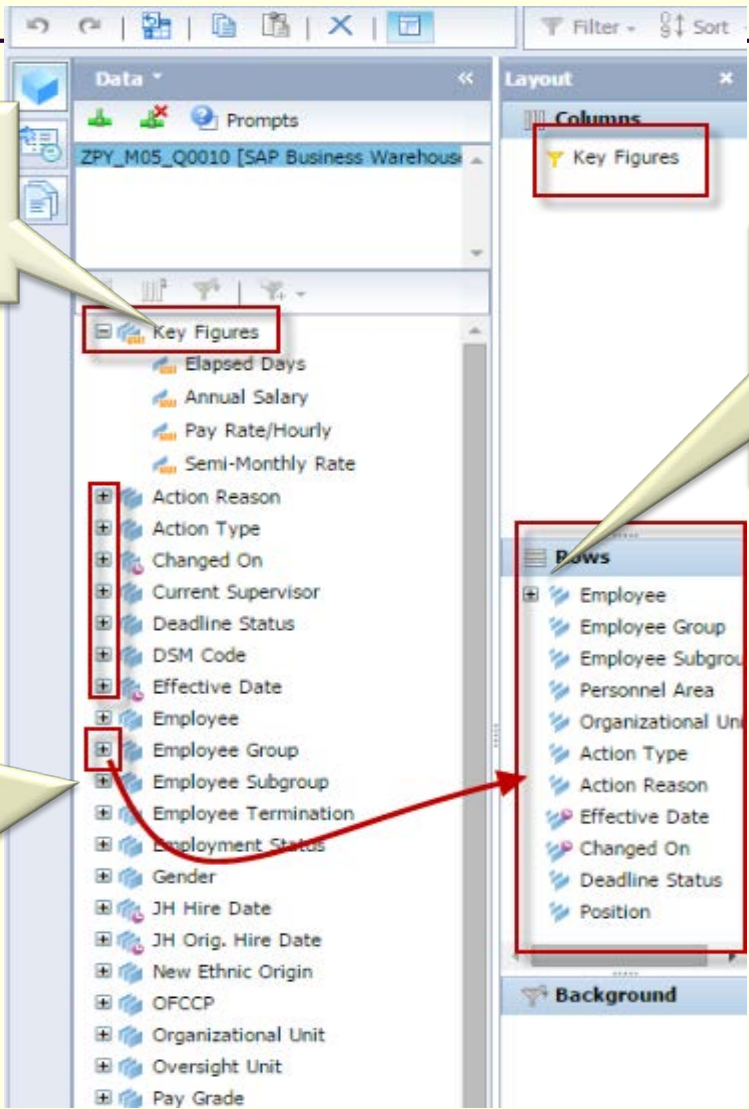 Filter
Sort
Data
Prompts
ZPY_M05_Q0010 [SAP Business
Key Figures
Elapsed Days
Annual Salary
Pay Rate/Hourly
Semi-Monthly Rate
Action Reason
Action Type
Changed On
Current Supervisor
Deadline Status
DSM Code
Effective Date
Employee
Employee Group
Employee Subgroup
Employee Termination
Employment Status
Gender
JH Hire Date
JH Orig. Hire Date
New Ethnic Origin
OFCCP
Organizational Unit
Oversight Unit
Pay Grade
Layout
Columns
Key Figures
Rows
Employee
Employee Group
Employee
Personnel Area
Organizational
Action Type
Action Reason
Effective Date
Changed On
Deadline Status
Position
Background